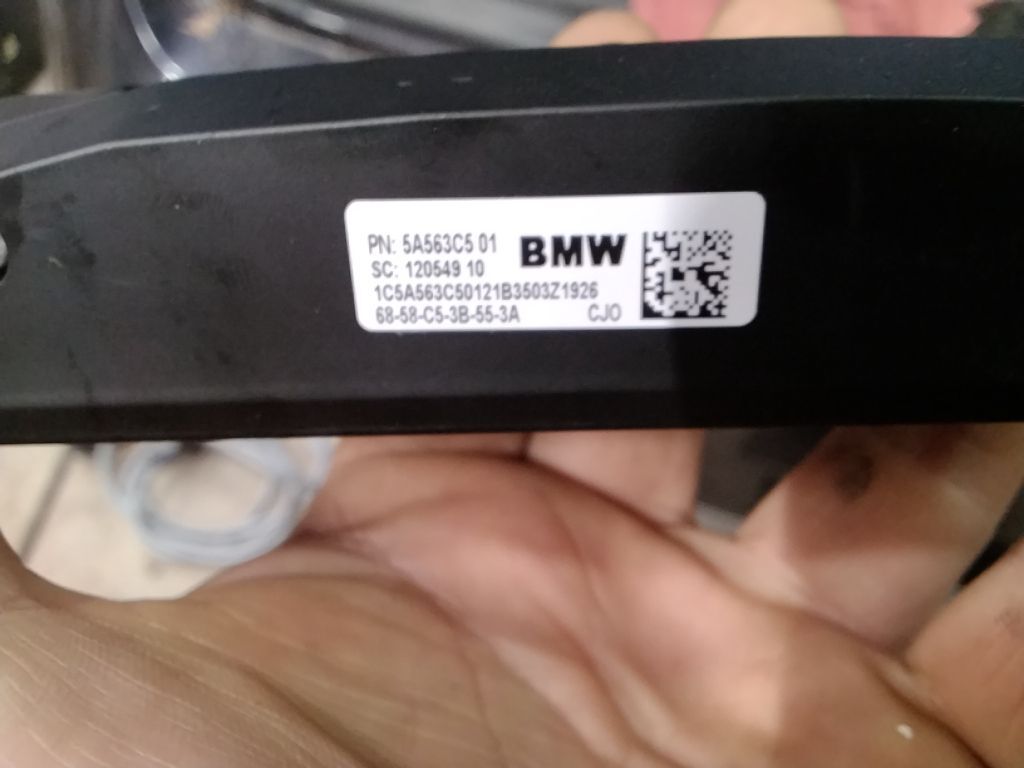 PN: 5A563C5 01
BMW
SC: 120549 10
1C5A563C50121B3503Z1926
68-58-C5-3B-55-3A
CJO